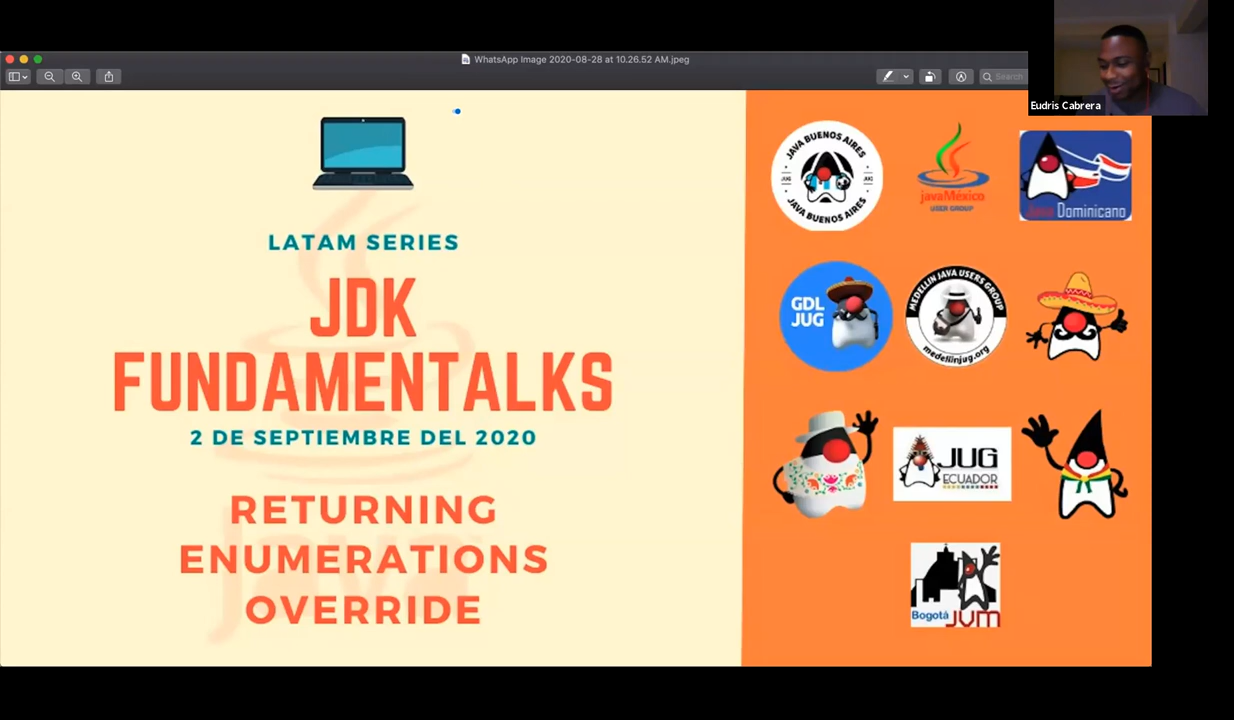 WhatsApp Image 2020-08-28 at 10.26.52 AM.jpeg
Search
Eudris Cabrera
LATAM SERIES
JDK
FUNDAMENTALKS
2 DE SEPTIEMBRE DEL 2020
RETURNING
ENUMERATIONS
OVERRIDE
JAVA BUENOS AIRES
JUG
JUG
JAVA BUENOS AIRES
javaMéxico
USER GROUP
Java Dominicano
GDL
JUG
MEDELLIN JAVA USERS GROUP
medellinjug.org
JUG
ECUADOR
Bogotá
JVM